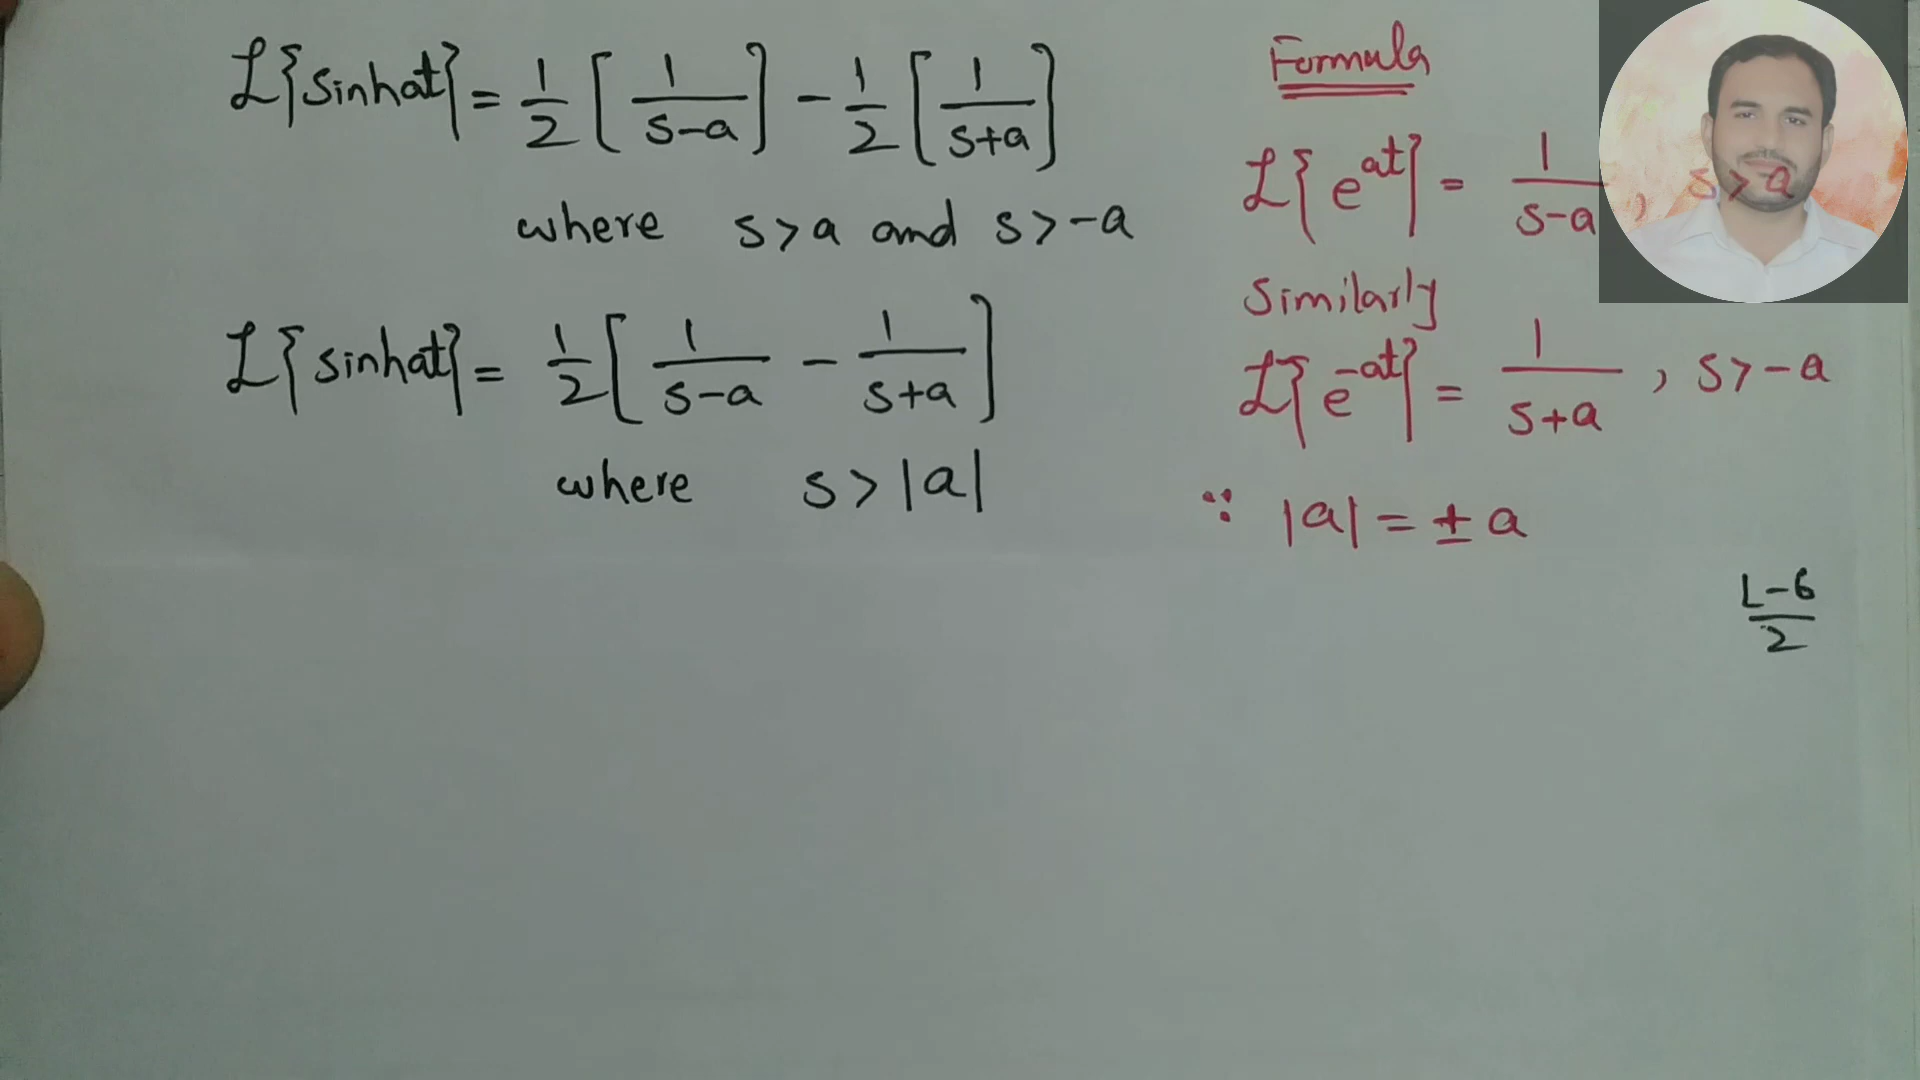 ℒ{sinhat} = 1/2 [ 1/(s-a) ] - 1/2 [ 1/(s+a) ]
where s > a and s > -a
ℒ{sinhat} = 1/2 [ 1/(s-a) - 1/(s+a) ]
where s > |a|
Formula
ℒ{e^at} = 1/(s-a) , s > a
Similarly
ℒ{e^-at} = 1/(s+a) , s > -a
∵ |a| = ± a
L-6/2